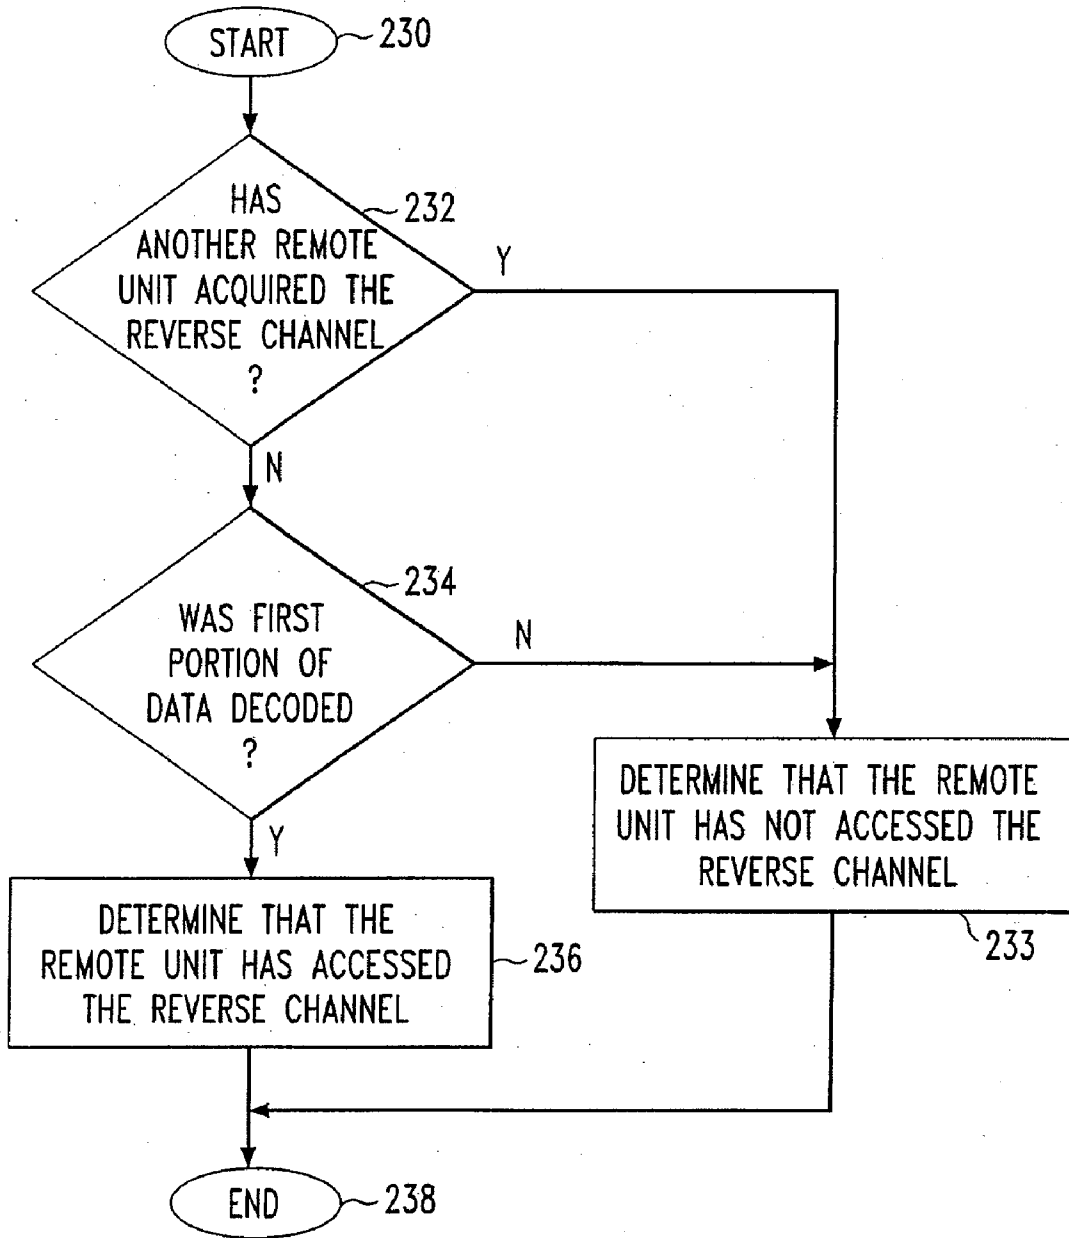 START
230
HAS
ANOTHER REMOTE
UNIT ACQUIRED THE
REVERSE CHANNEL
?
232
Y
N
WAS FIRST
PORTION OF
DATA DECODED
?
234
N
Y
DETERMINE THAT THE REMOTE
UNIT HAS NOT ACCESSED THE
REVERSE CHANNEL
233
DETERMINE THAT THE
REMOTE UNIT HAS ACCESSED
THE REVERSE CHANNEL
236
END
238